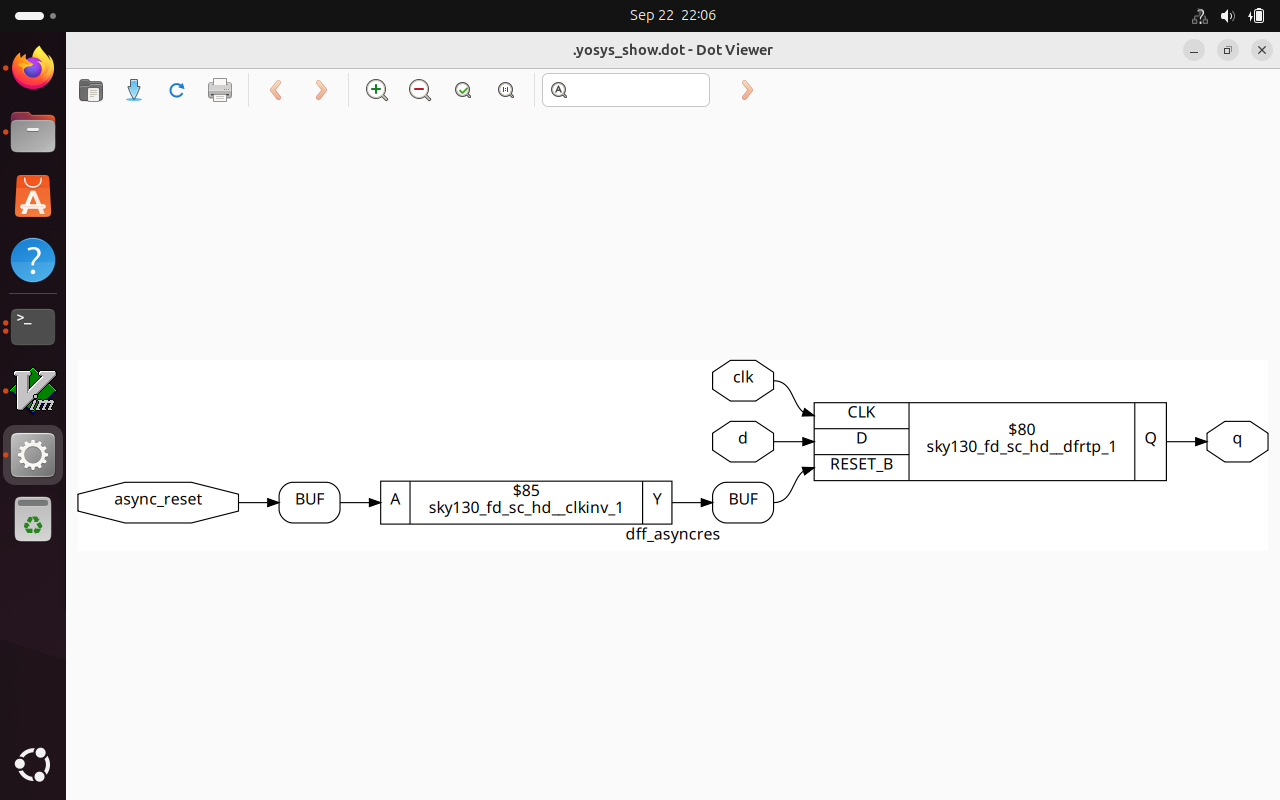 Sep 22 22:06
.yosys_show.dot - Dot Viewer
clk
CLK
d
D
RESET_B
$80
sky130_fd_sc_hd__dfrtp_1
Q
q
async_reset
BUF
A
$85
sky130_fd_sc_hd__clkinv_1
Y
BUF
dff_asyncres